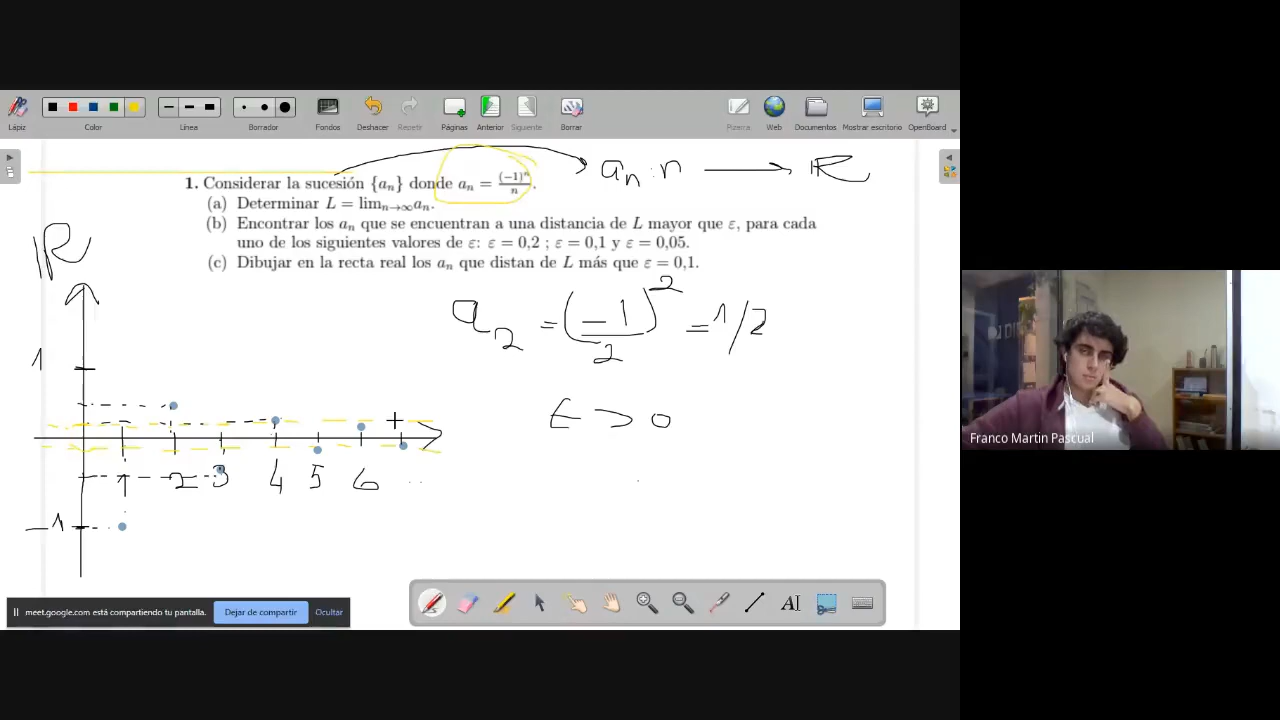 Lápiz Color Línea Borrador Fondos Deshacer Repetir Páginas Anterior Siguiente Borrar Pizarra Web Documentos Mostrar escritorio OpenBoard
aₙ : n → ℝ
1. Considerar la sucesión {aₙ} donde aₙ = (-1)ⁿ/n.
(a) Determinar L = limₙ→∞aₙ.
(b) Encontrar los aₙ que se encuentran a una distancia de L mayor que ε, para cada
uno de los siguientes valores de ε: ε = 0,2 ; ε = 0,1 y ε = 0,05.
(c) Dibujar en la recta real los aₙ que distan de L más que ε = 0,1.
ℝ
a₂ = (-1)²/2 = 1/2
1
ε > 0
1 2 3 4 5 6 ...
-1
Franco Martin Pascual
meet.google.com está compartiendo tu pantalla. Dejar de compartir Ocultar
AI